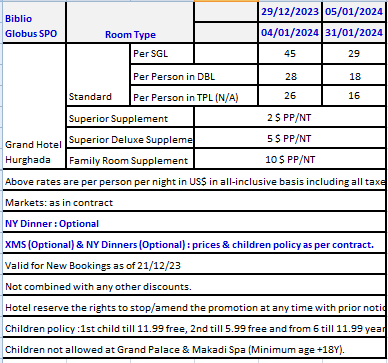 Biblio Globus SPO
Room Type
29/12/2023 05/01/2024
04/01/2024 31/01/2024
Grand Hotel Hurghada
Standard
Per SGL 45 29
Per Person in DBL 28 18
Per Person in TPL (N/A) 26 16
Superior Supplement 2 $ PP/NT
Superior Deluxe Suppleme 5 $ PP/NT
Family Room Supplement 10 $ PP/NT
Above rates are per person per night in US$ in all-inclusive basis including all taxe
Markets: as in contract
NY Dinner : Optional
XMS (Optional) & NY Dinners (Optional) : prices & children policy as per contract.
Valid for New Bookings as of 21/12/23
Not combined with any other discounts.
Hotel reserve the rights to stop/amend the promotion at any time with prior notic
Children policy :1st child till 11.99 free, 2nd till 5.99 free and from 6 till 11.99 year
Children not allowed at Grand Palace & Makadi Spa (Minimum age +18Y).